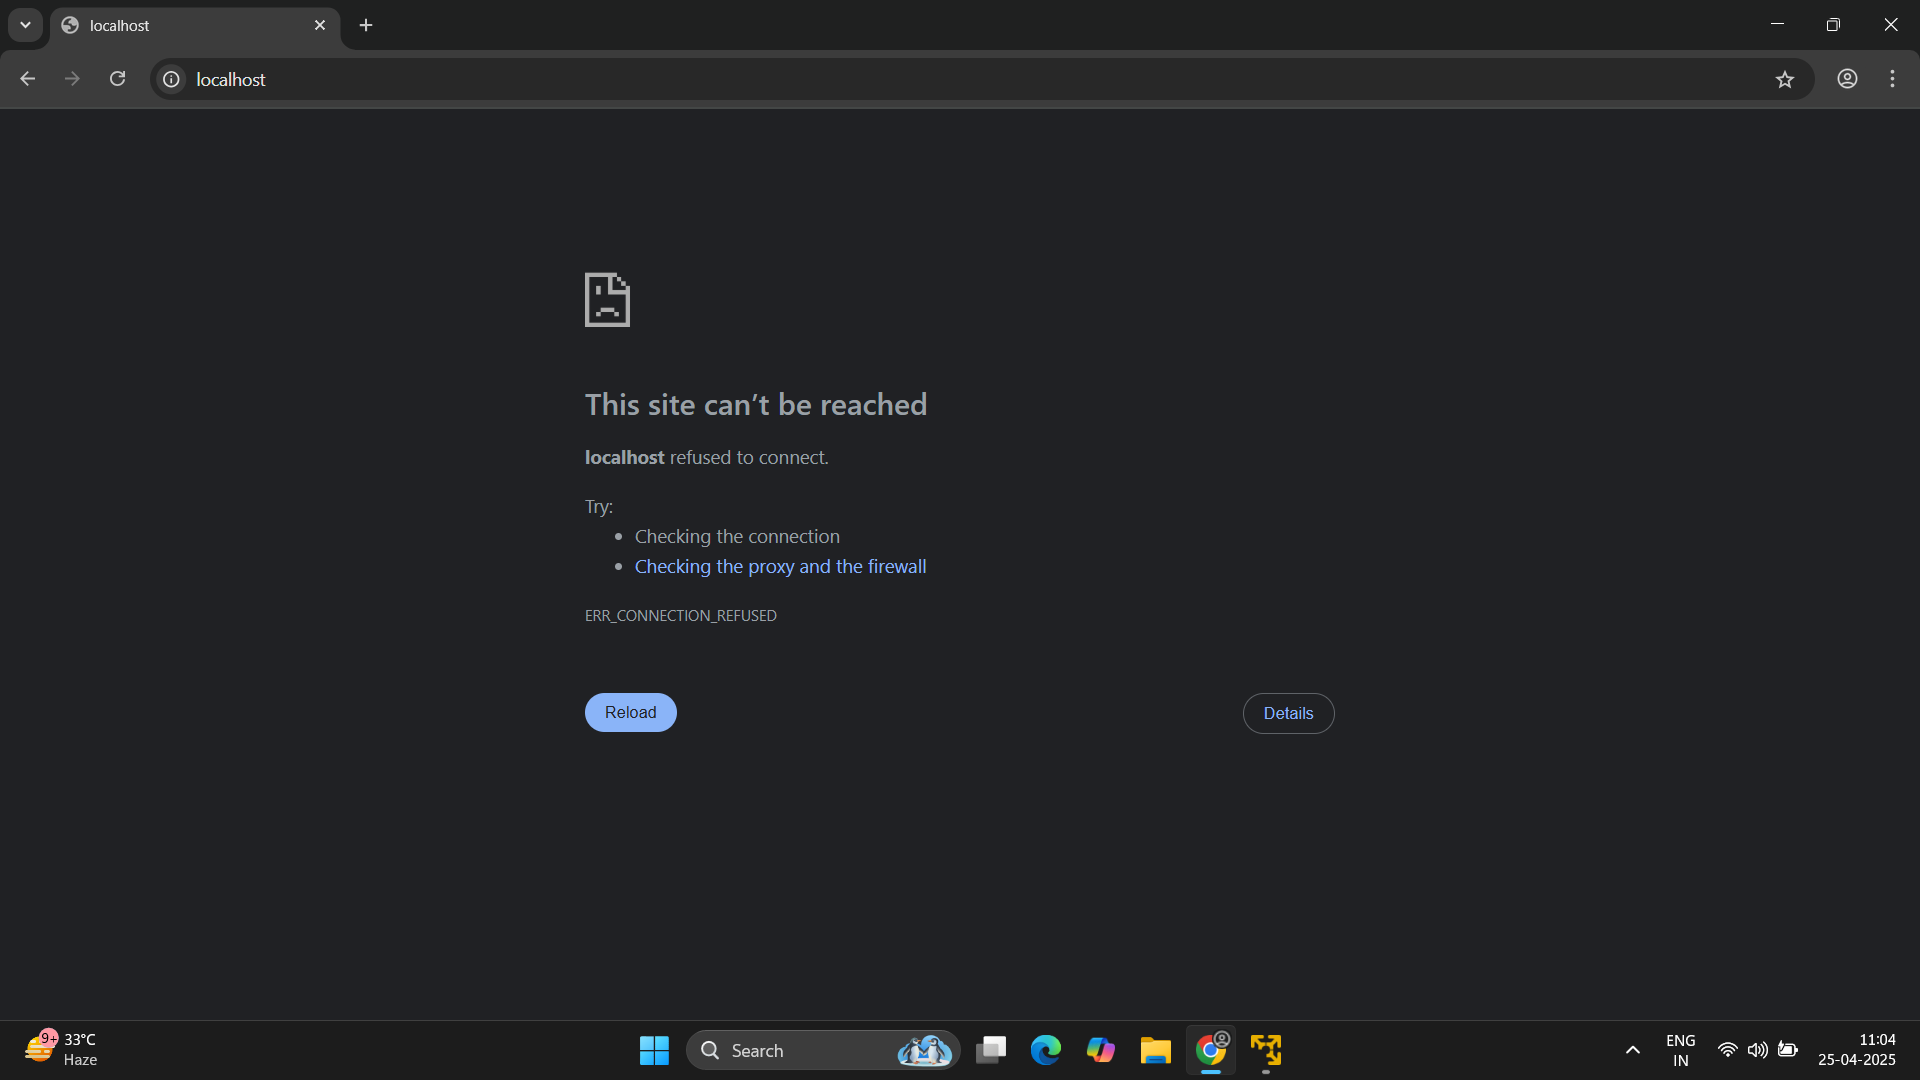 localhost
localhost
This site can’t be reached
localhost refused to connect.
Try:
Checking the connection
Checking the proxy and the firewall
ERR_CONNECTION_REFUSED
Reload
Details
9+
33°C
Haze
Search
ENG
IN
11:04
25-04-2025